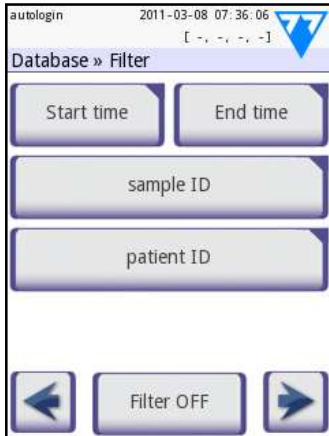 autologin 2011-03-08 07:36:06
[ -, -, -, -]
Database » Filter
Start time End time
sample ID
patient ID
Filter OFF